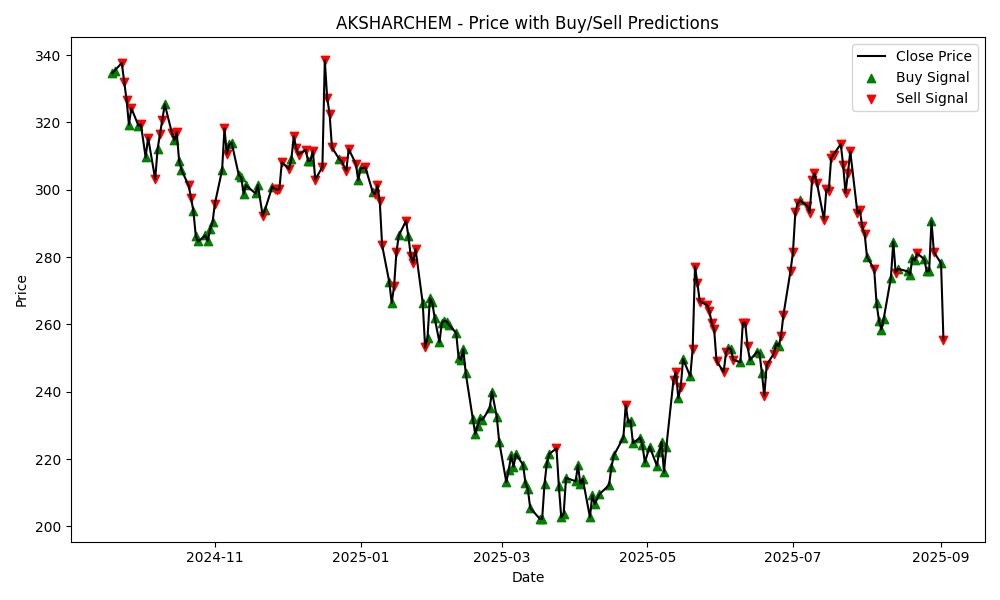 AKSHARCHEM - Price with Buy/Sell Predictions
Close Price
Buy Signal
Sell Signal
Price
340
320
300
280
260
240
220
200
2024-11
2025-01
2025-03
2025-05
2025-07
2025-09
Date